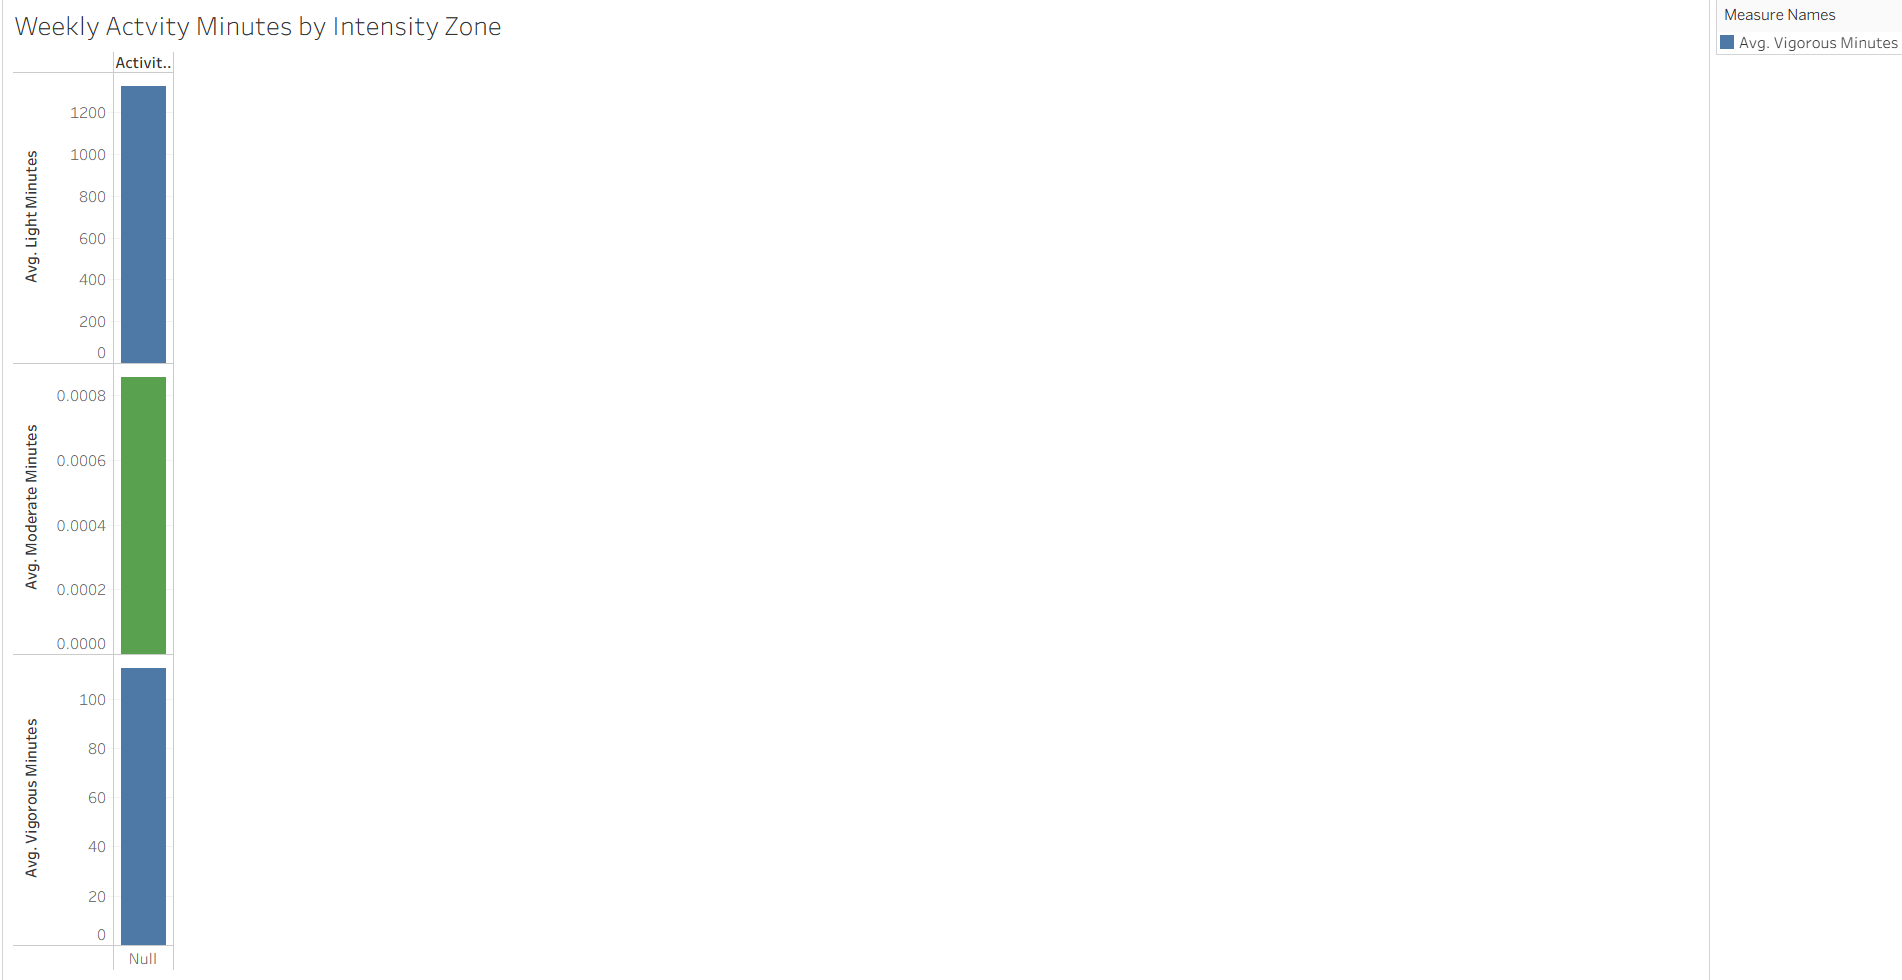 Weekly Actvity Minutes by Intensity Zone
Measure Names
Avg. Vigorous Minutes
Activit..
Avg. Light Minutes
1200
1000
800
600
400
200
0
Avg. Moderate Minutes
0.0008
0.0006
0.0004
0.0002
0.0000
Avg. Vigorous Minutes
100
80
60
40
20
0
Null